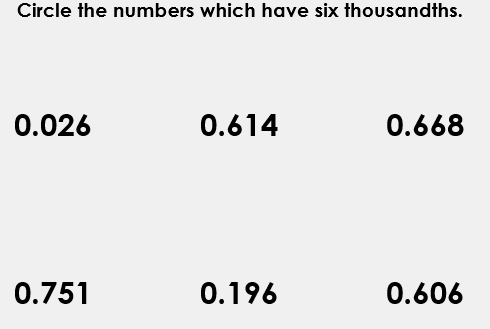 Circle the numbers which have six thousandths.
0.026 0.614 0.668
0.751 0.196 0.606